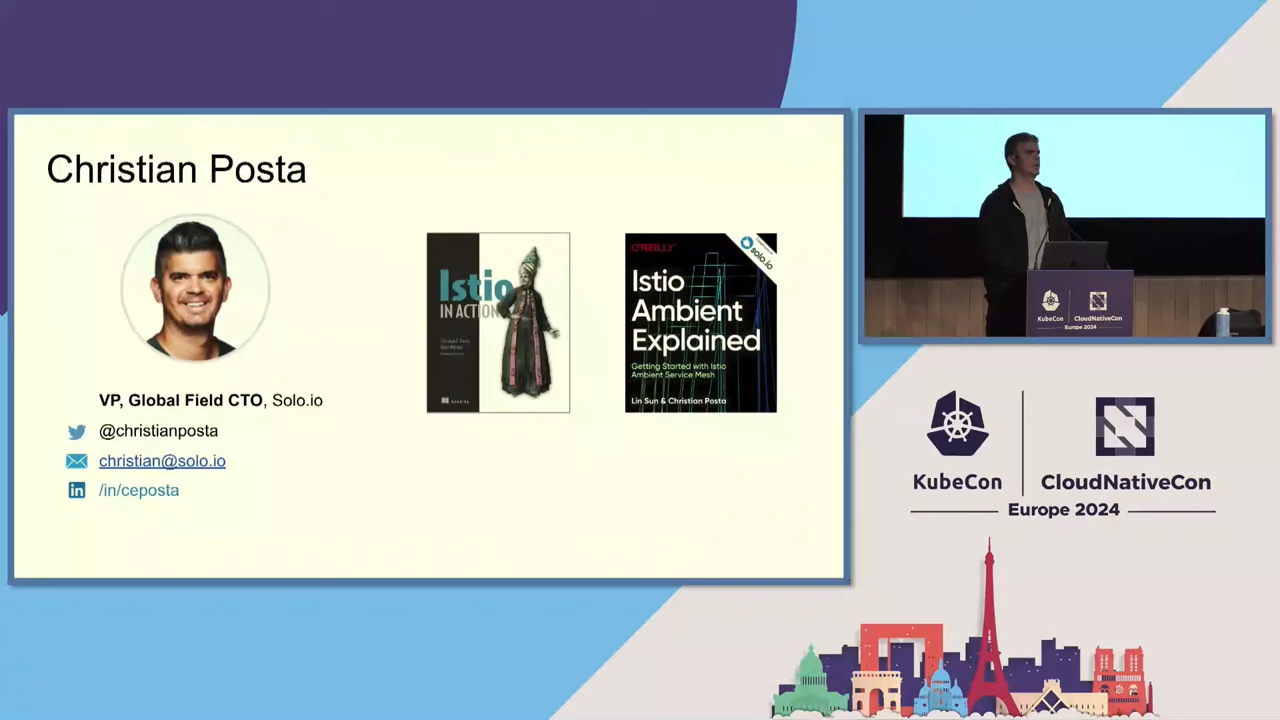 Christian Posta
VP, Global Field CTO, Solo.io
@christianposta
christian@solo.io
/in/ceposta
Istio
IN ACTION
MANNING
O'REILLY
solo.io
Istio
Ambient
Explained
Getting Started with Istio
Ambient Service Mesh
Lin Sun & Christian Posta
KubeCon
CloudNativeCon
Europe 2024
KubeCon
CloudNativeCon
Europe 2024